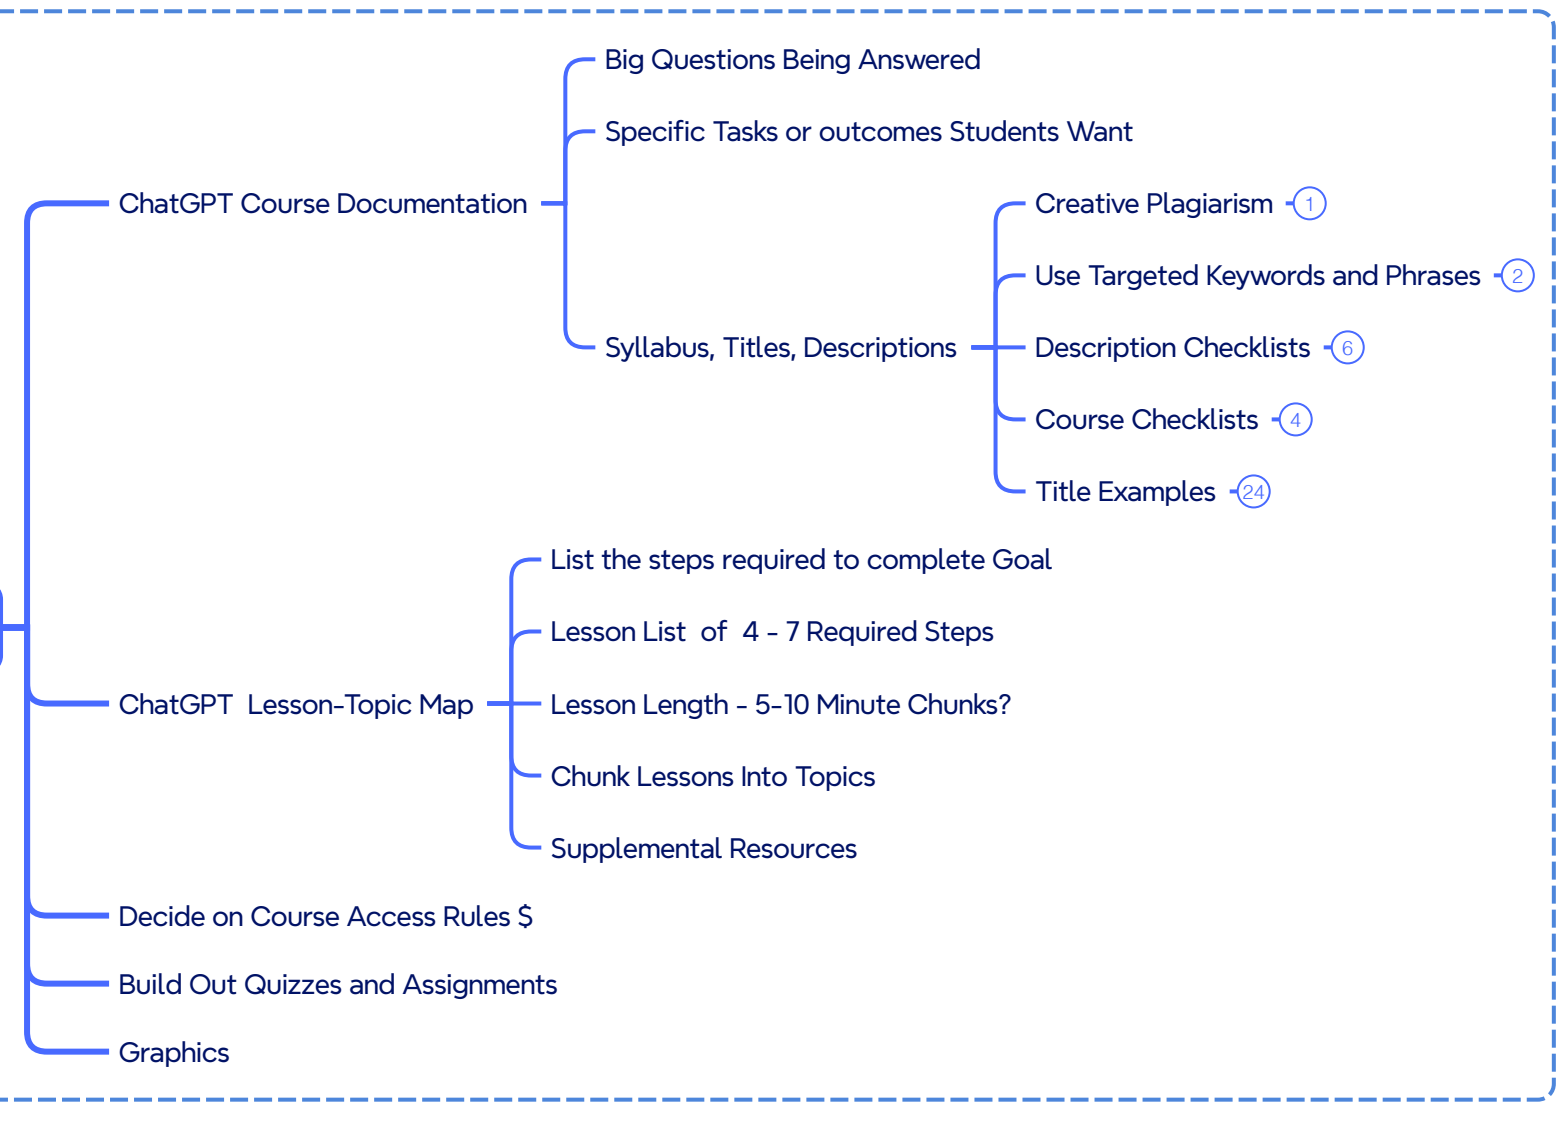 Big Questions Being Answered
Specific Tasks or outcomes Students Want
ChatGPT Course Documentation
Creative Plagiarism 1
Use Targeted Keywords and Phrases 2
Syllabus, Titles, Descriptions
Description Checklists 6
Course Checklists 4
Title Examples 24
List the steps required to complete Goal
Lesson List  of  4 - 7 Required Steps
ChatGPT  Lesson-Topic Map
Lesson Length - 5-10 Minute Chunks?
Chunk Lessons Into Topics
Supplemental Resources
Decide on Course Access Rules $
Build Out Quizzes and Assignments
Graphics